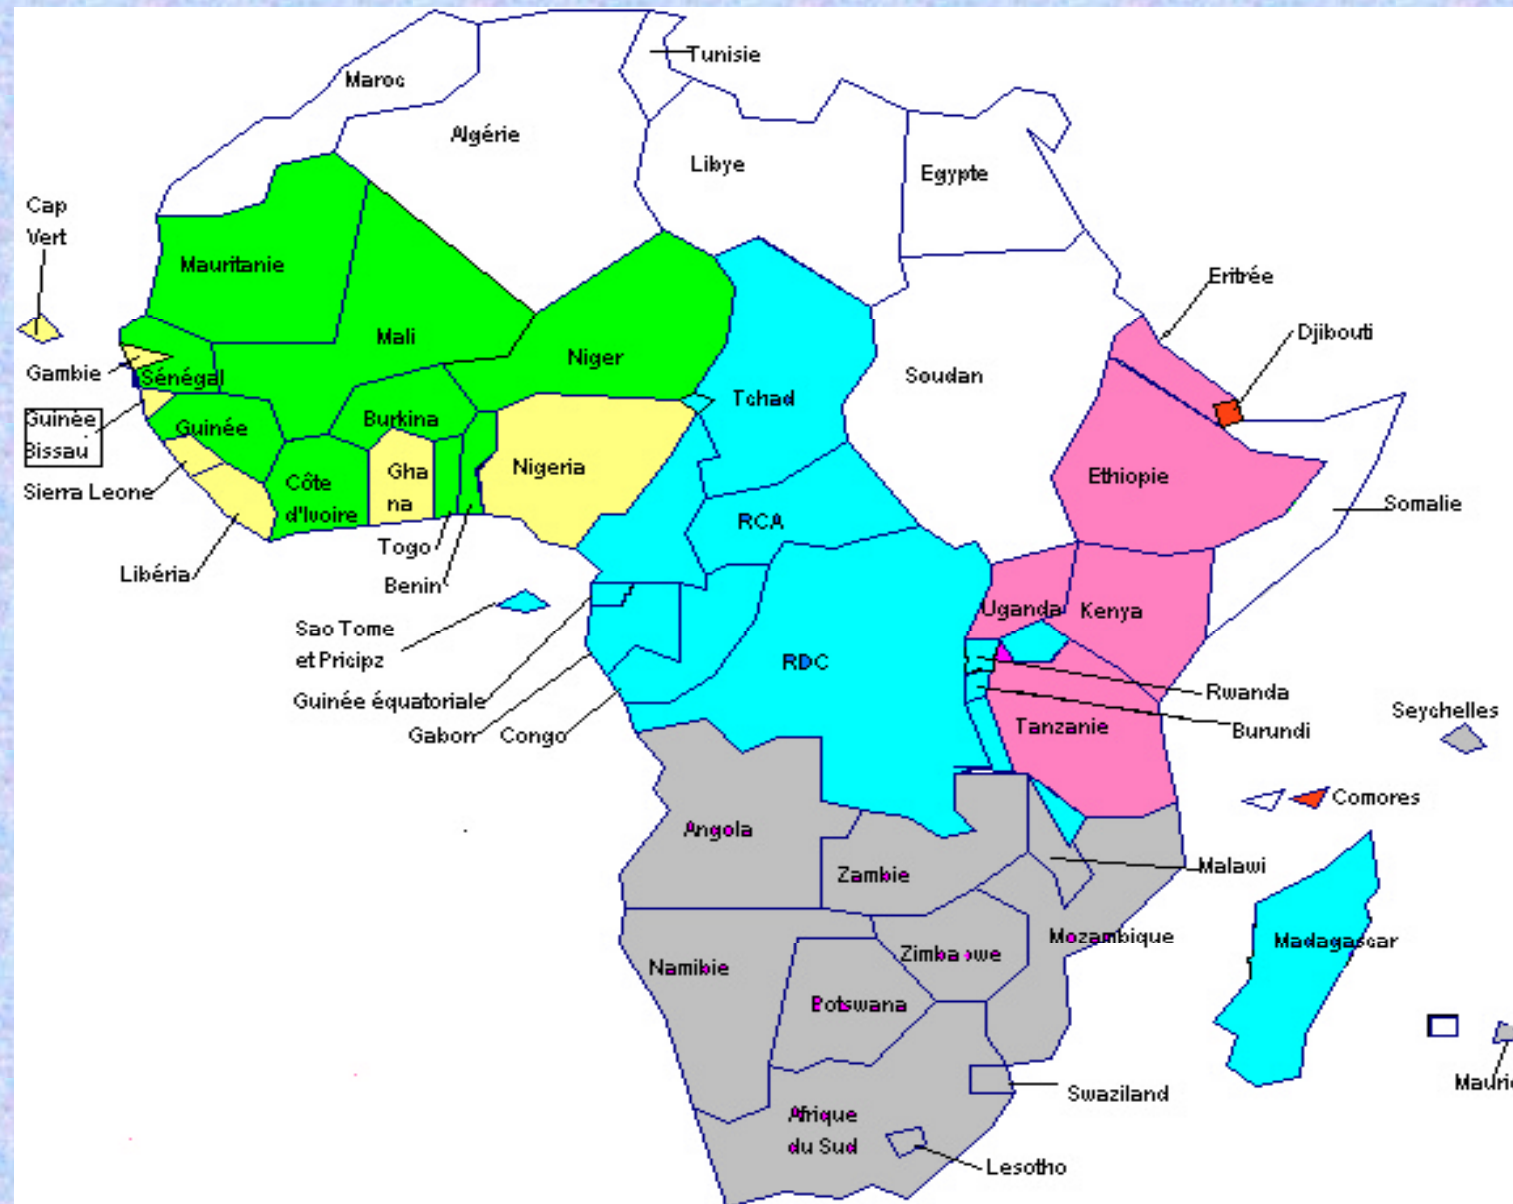 Tunisie
Maroc
Algérie
Libye
Egypte
Cap
Vert
Mauritanie
Eritrée
Djibouti
Mali
Niger
Gambie
Sénégal
Soudan
Tchad
Guinée
Bissau
Guinée
Burkina
Gha
na
Nigeria
Ethiopie
Sierra Leone
Côte
d'Ivoire
Somalie
RCA
Togo
Libéria
Benin
Uganda
Kenya
Sao Tome
et Pricipz
RDC
Guinée équatoriale
Rwanda
Gabon
Congo
Tanzanie
Burundi
Seychelles
Comores
Angola
Zambie
Malawi
Mozambique
Madagascar
Zimba we
Namibie
Botswana
Mauri
Swaziland
Afrique
du Sud
Lesotho